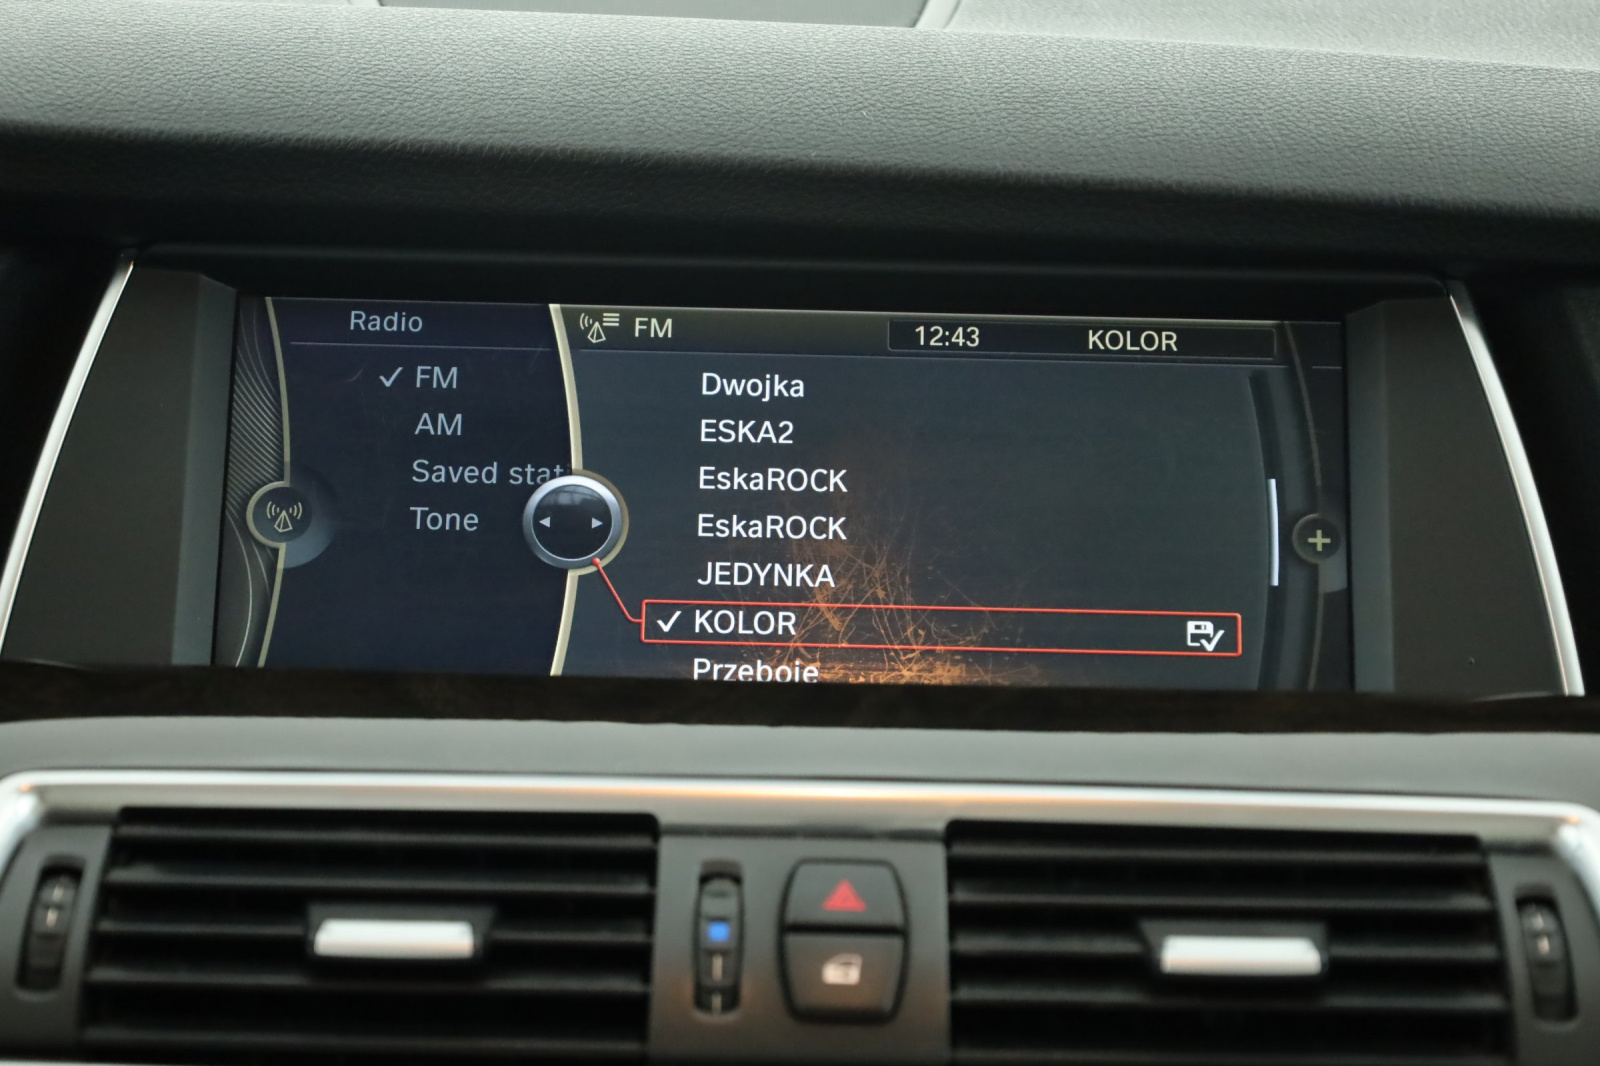 Radio
FM
12:43
KOLOR
FM
AM
Saved stat
Tone
Dwojka
ESKA2
EskaROCK
EskaROCK
JEDYNKA
KOLOR
Przeboje